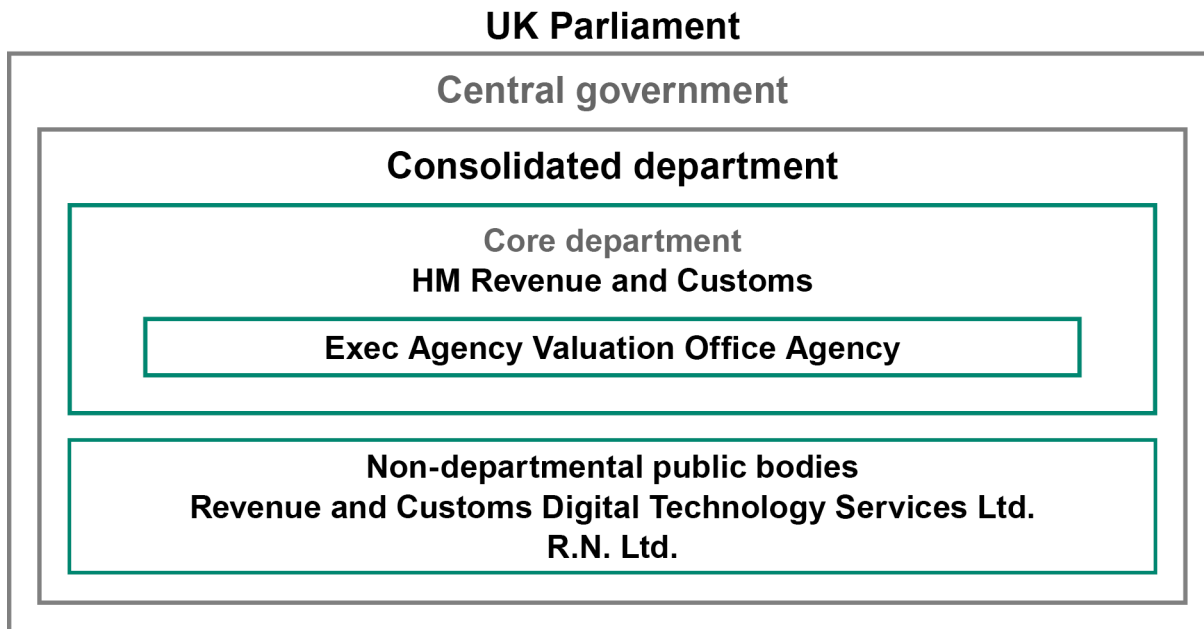 UK Parliament
Central government
Consolidated department
Core department
HM Revenue and Customs
Exec Agency Valuation Office Agency
Non-departmental public bodies
Revenue and Customs Digital Technology Services Ltd.
R.N. Ltd.